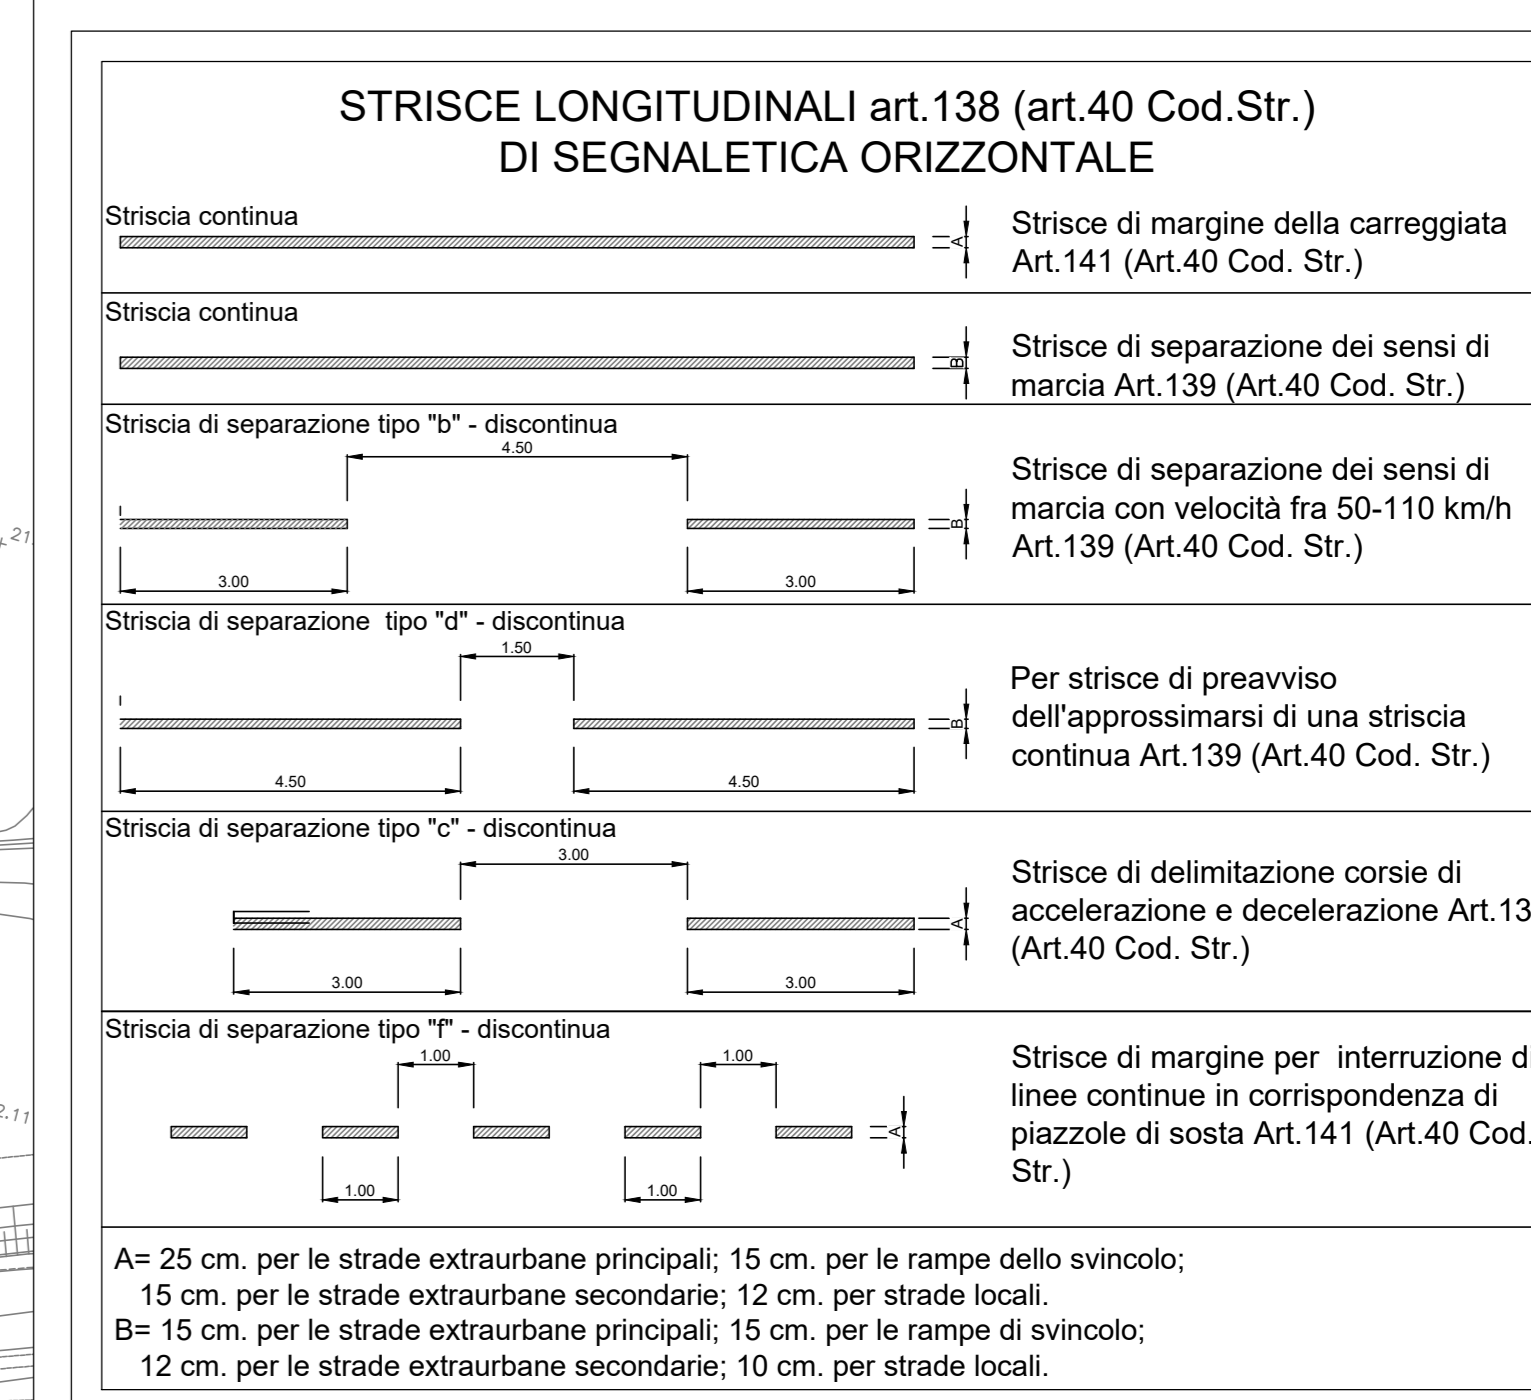 STRISCE LONGITUDINALI art.138 (art.40 Cod.Str.)
DI SEGNALETICA ORIZZONTALE
Striscia continua
A
Strisce di margine della carreggiata
Art.141 (Art.40 Cod. Str.)
Striscia continua
B
Strisce di separazione dei sensi di
marcia Art.139 (Art.40 Cod. Str.)
Striscia di separazione tipo "b" - discontinua
4.50
3.00
3.00
B
Strisce di separazione dei sensi di
marcia con velocità fra 50-110 km/h
Art.139 (Art.40 Cod. Str.)
Striscia di separazione tipo "d" - discontinua
1.50
4.50
4.50
B
Per strisce di preavviso
dell'approssimarsi di una striscia
continua Art.139 (Art.40 Cod. Str.)
Striscia di separazione tipo "c" - discontinua
3.00
3.00
3.00
A
Strisce di delimitazione corsie di
accelerazione e decelerazione Art.13
(Art.40 Cod. Str.)
Striscia di separazione tipo "f" - discontinua
1.00
1.00
1.00
1.00
A
Strisce di margine per interruzione di
linee continue in corrispondenza di
piazzole di sosta Art.141 (Art.40 Cod.
Str.)
A= 25 cm. per le strade extraurbane principali; 15 cm. per le rampe dello svincolo;
15 cm. per le strade extraurbane secondarie; 12 cm. per strade locali.
B= 15 cm. per le strade extraurbane principali; 15 cm. per le rampe di svincolo;
12 cm. per le strade extraurbane secondarie; 10 cm. per strade locali.
21.
2.11